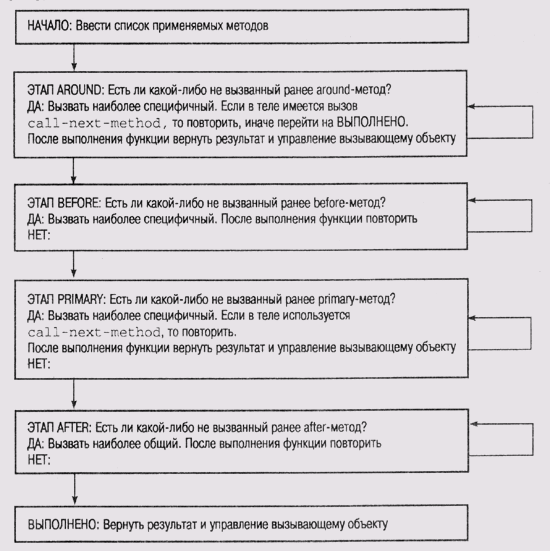 НАЧАЛО: Ввести список применяемых методов
ЭТАП AROUND: Есть ли какой-либо не вызванный ранее around-метод?
ДА: Вызвать наиболее специфичный. Если в теле имеется вызов
call-next-method, то повторить, иначе перейти на ВЫПОЛНЕНО.
После выполнения функции вернуть результат и управление вызывающему объекту
ЭТАП BEFORE: Есть ли какой-либо не вызванный ранее before-метод?
ДА: Вызвать наиболее специфичный. После выполнения функции повторить
НЕТ:
ЭТАП PRIMARY: Есть ли какой-либо не вызванный ранее primary-метод?
ДА: Вызвать наиболее специфичный. Если в теле используется
call-next-method, то повторить.
После выполнения функции вернуть результат и управление вызывающему объекту
НЕТ:
ЭТАП AFTER: Есть ли какой-либо не вызванный ранее after-метод?
ДА: Вызвать наиболее общий. После выполнения функции повторить
НЕТ:
ВЫПОЛНЕНО: Вернуть результат и управление вызывающему объекту